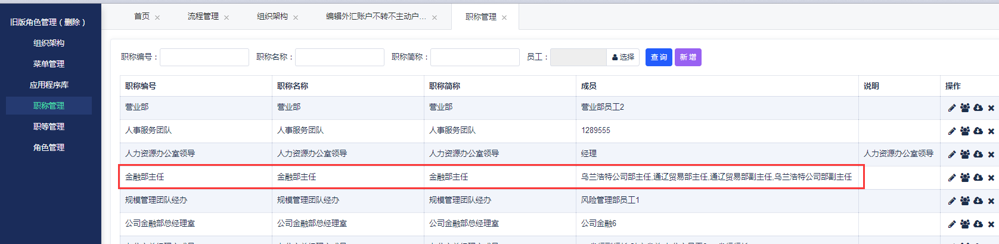 旧版角色管理（删除）
组织架构
菜单管理
应用程序库
职称管理
职等管理
角色管理
首页 流程管理 组织架构 编辑外汇账户不转不主动户... 职称管理
职称编号： 职称名称： 职称简称： 员工： 选择 查询 新增
职称编号 职称名称 职称简称 成员 说明 操作
营业部 营业部 营业部 营业部员工2
人事服务团队 人事服务团队 人事服务团队 1289555
人力资源办公室领导 人力资源办公室领导 人力资源办公室领导 经理 人力资源办公室领导
金融部主任 金融部主任 金融部主任 乌兰浩特公司部主任,通辽贸易部主任,通辽贸易部副主任,乌兰浩特公司部副主任
规模管理团队经办 规模管理团队经办 规模管理团队经办 风险管理部员工1
公司金融部总经理室 公司金融部总经理室 公司金融部总经理室 公司金融6